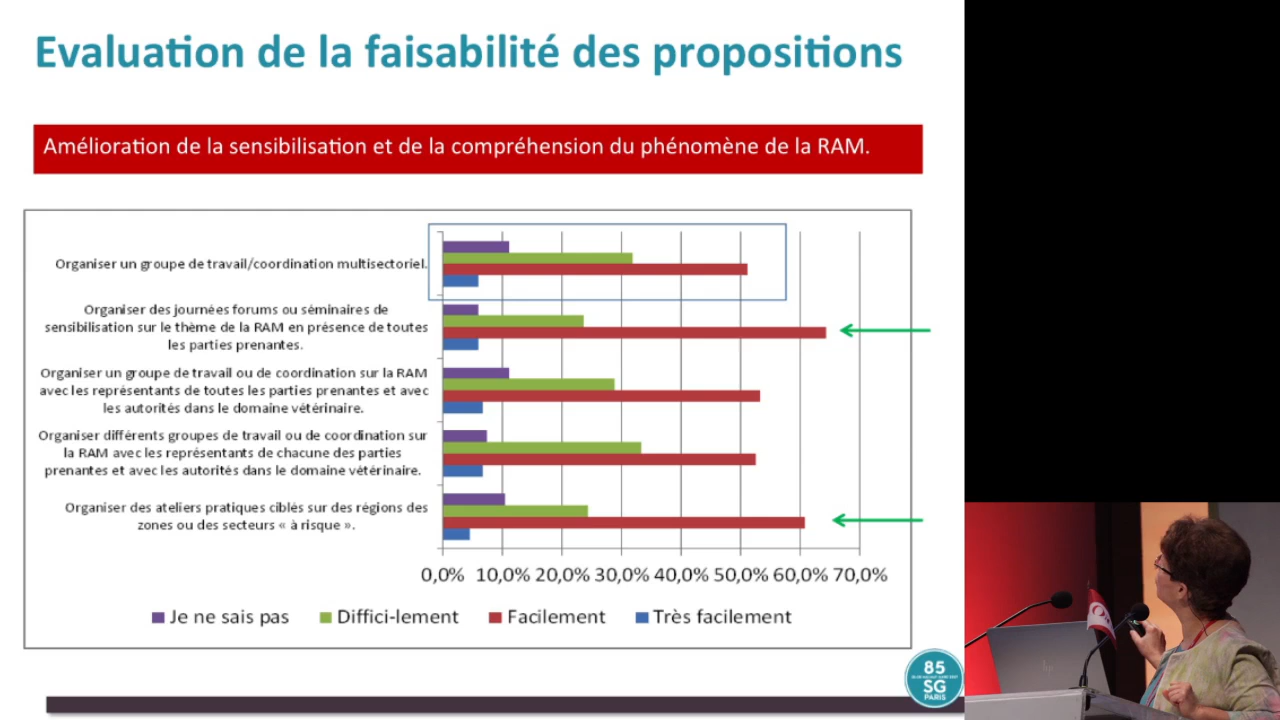 Evaluation de la faisabilité des propositions
Amélioration de la sensibilisation et de la compréhension du phénomène de la RAM.
Organiser un groupe de travail/coordination multisectoriel.
Organiser des journées forums ou séminaires de
sensibilisation sur le thème de la RAM en présence de toutes
les parties prenantes.
Organiser un groupe de travail ou de coordination sur la RAM
avec les représentants de toutes les parties prenantes et avec
les autorités dans le domaine vétérinaire.
Organiser différents groupes de travail ou de coordination sur
la RAM avec les représentants de chacune des parties
prenantes et avec les autorités dans le domaine vétérinaire.
Organiser des ateliers pratiques ciblés sur des régions des
zones ou des secteurs « à risque ».
0,0% 10,0% 20,0% 30,0% 40,0% 50,0% 60,0% 70,0%
Je ne sais pas Diffici-lement Facilement Très facilement
85
SG
PARIS
hp